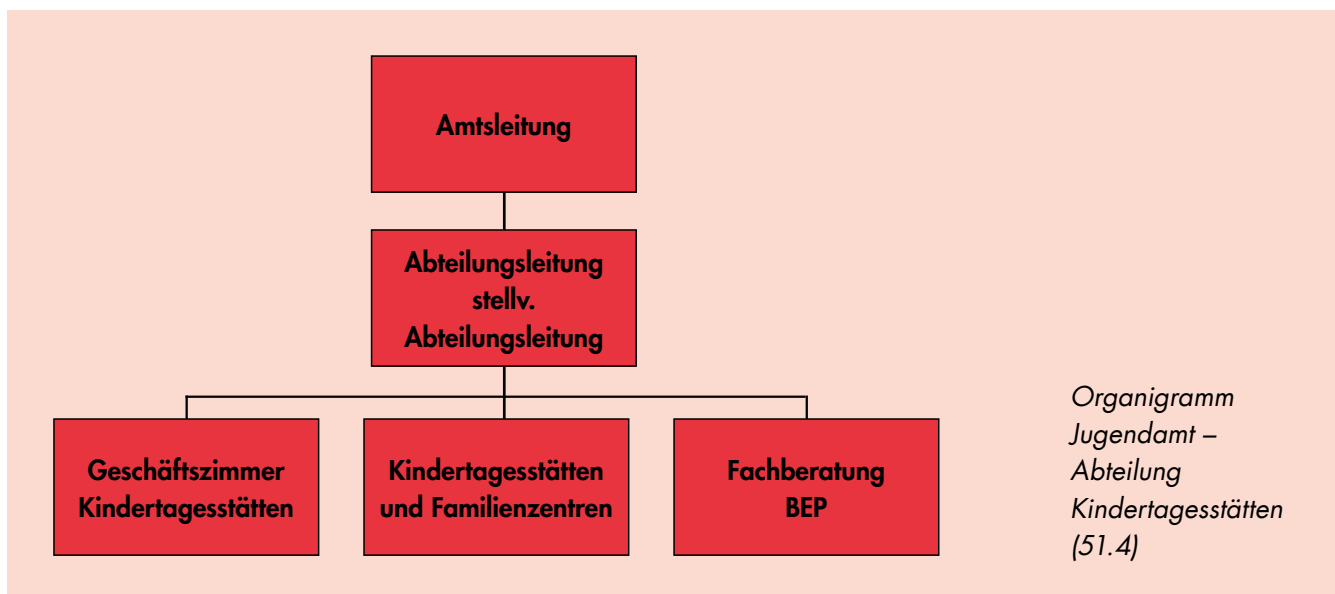 Amtsleitung
Abteilungsleitung
stellv.
Abteilungsleitung
Geschäftszimmer
Kindertagesstätten
Kindertagesstätten
und Familienzentren
Fachberatung
BEP
Organigramm
Jugendamt –
Abteilung
Kindertagesstätten
(51.4)